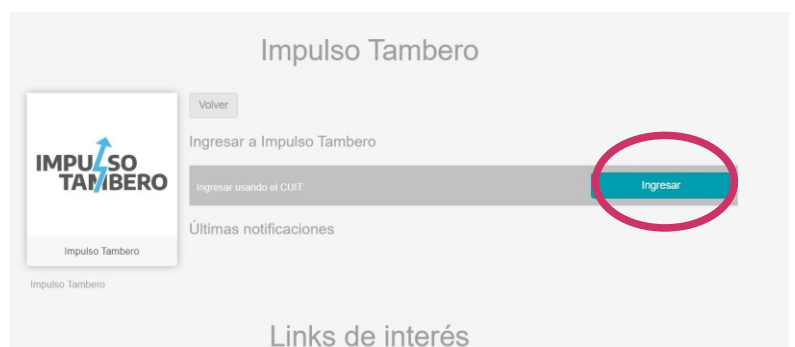 Impulso Tambero
Volver
Ingresar a Impulso Tambero
IMPULSO
TAMBERO
Ingresar usando el CUIT:
Ingresar
Últimas notificaciones
Impulso Tambero
Impulso Tambero
Links de interés